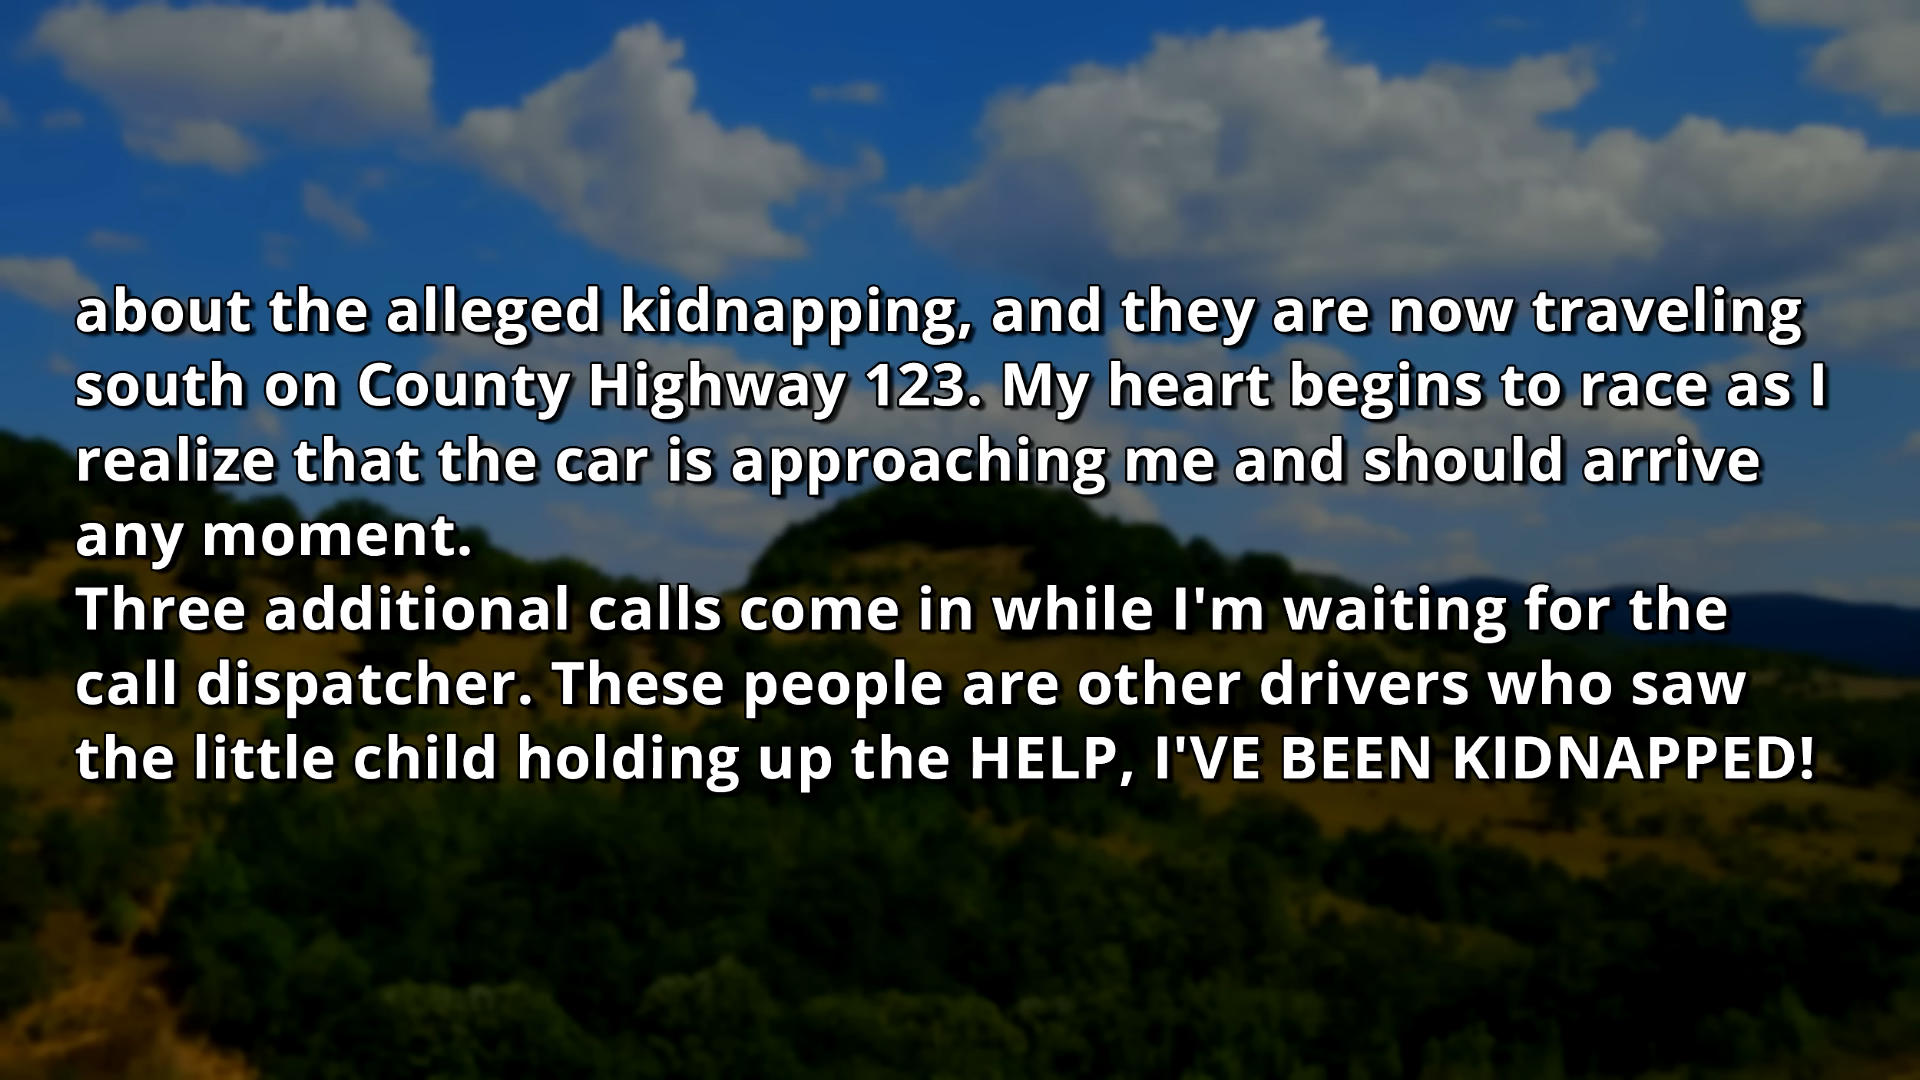 about the alleged kidnapping, and they are now traveling
south on County Highway 123. My heart begins to race as I
realize that the car is approaching me and should arrive
any moment.
Three additional calls come in while I'm waiting for the
call dispatcher. These people are other drivers who saw
the little child holding up the HELP, I'VE BEEN KIDNAPPED!